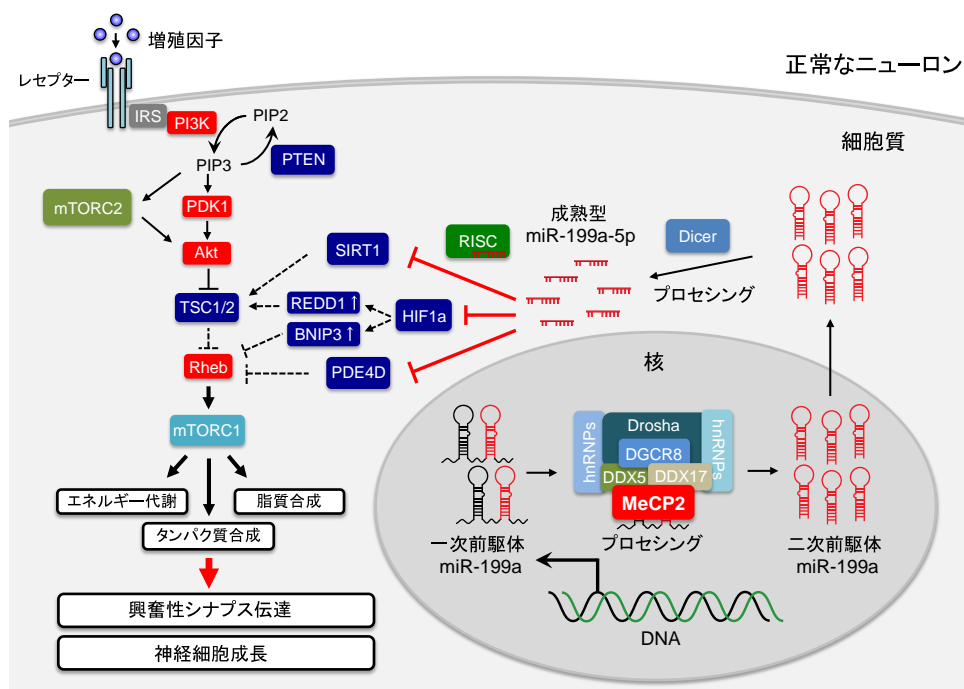 増殖因子
レセプター
正常なニューロン
IRS
PI3K
PIP2
PIP3
PTEN
細胞質
mTORC2
PDK1
Akt
TSC1/2
Rheb
mTORC1
SIRT1
REDD1↑
BNIP3↑
HIF1a
PDE4D
RISC
成熟型
miR-199a-5p
Dicer
プロセシング
エネルギー代謝
脂質合成
タンパク質合成
興奮性シナプス伝達
神経細胞成長
核
hnRNPs
Drosha
hnRNPs
DGCR8
DDX5
DDX17
MeCP2
プロセシング
一次前駆体
miR-199a
二次前駆体
miR-199a
DNA